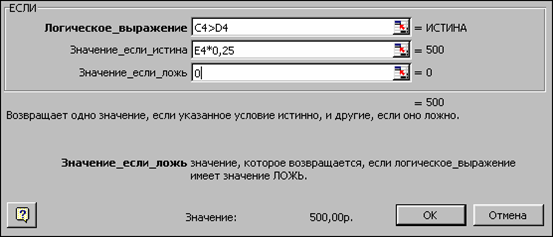 ЕСЛИ
Логическое_выражение C4>D4 = ИСТИНА
Значение_если_истина E4*0,25 = 500
Значение_если_ложь 0 = 0
= 500
Возвращает одно значение, если указанное условие истинно, и другие, если оно ложно.
Значение_если_ложь значение, которое возвращается, если логическое_выражение
имеет значение ЛОЖЬ.
? Значение: 500,00р. ОК Отмена